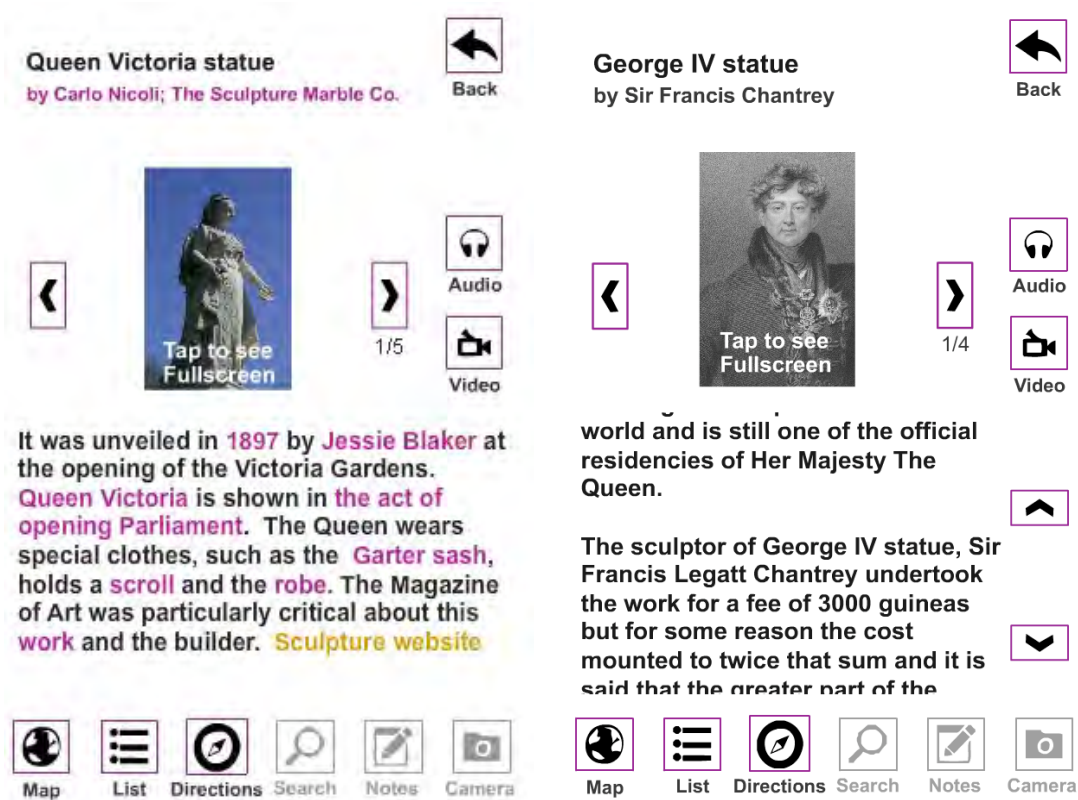 Queen Victoria statue
by Carlo Nicoli; The Sculpture Marble Co.
Back
Tap to see
Fullscreen
1/5
Audio
Video
It was unveiled in 1897 by Jessie Blaker at
the opening of the Victoria Gardens.
Queen Victoria is shown in the act of
opening Parliament. The Queen wears
special clothes, such as the Garter sash,
holds a scroll and the robe. The Magazine
of Art was particularly critical about this
work and the builder. Sculpture website
Map
List
Directions
Search
Notes
Camera
George IV statue
by Sir Francis Chantrey
Back
Tap to see
Fullscreen
1/4
Audio
Video
world and is still one of the official
residencies of Her Majesty The
Queen.
The sculptor of George IV statue, Sir
Francis Legatt Chantrey undertook
the work for a fee of 3000 guineas
but for some reason the cost
mounted to twice that sum and it is
said that the greater part of the
Map
List
Directions
Search
Notes
Camera